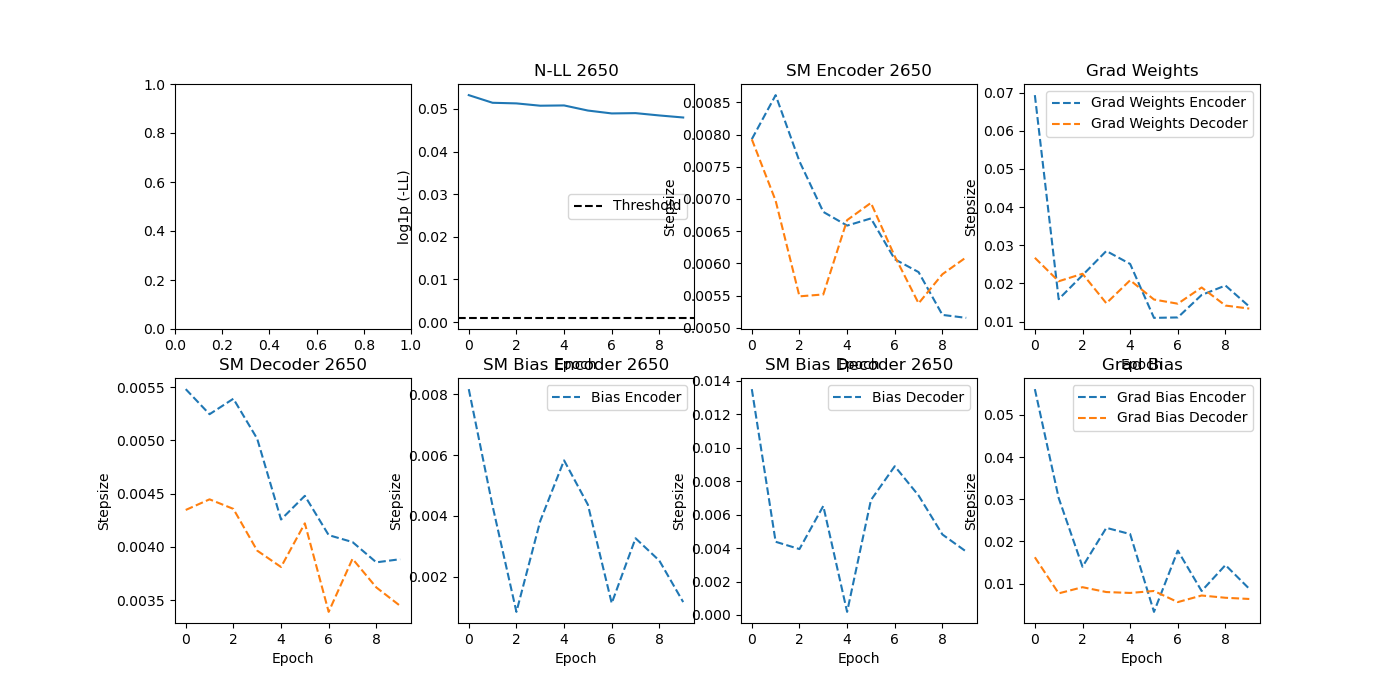 1.0
0.8
0.6
0.4
0.2
0.0
0.0 0.2 0.4 0.6 0.8 1.0
N-LL 2650
log1p (-LL)
0.05
0.04
0.03
0.02
0.01
0.00
Threshold
0 2 4 6 8
Epoch
SM Encoder 2650
Stepsize
0.0085
0.0080
0.0075
0.0070
0.0065
0.0060
0.0055
0.0050
0 2 4 6 8
Epoch
Grad Weights
Stepsize
0.07
0.06
0.05
0.04
0.03
0.02
0.01
Grad Weights Encoder
Grad Weights Decoder
0 2 4 6 8
Epoch
SM Decoder 2650
Stepsize
0.0055
0.0050
0.0045
0.0040
0.0035
0 2 4 6 8
Epoch
SM Bias Encoder 2650
Stepsize
0.008
0.006
0.004
0.002
Bias Encoder
0 2 4 6 8
Epoch
SM Bias Decoder 2650
Stepsize
0.014
0.012
0.010
0.008
0.006
0.004
0.002
0.000
Bias Decoder
0 2 4 6 8
Epoch
Grad Bias
Stepsize
0.05
0.04
0.03
0.02
0.01
Grad Bias Encoder
Grad Bias Decoder
0 2 4 6 8
Epoch